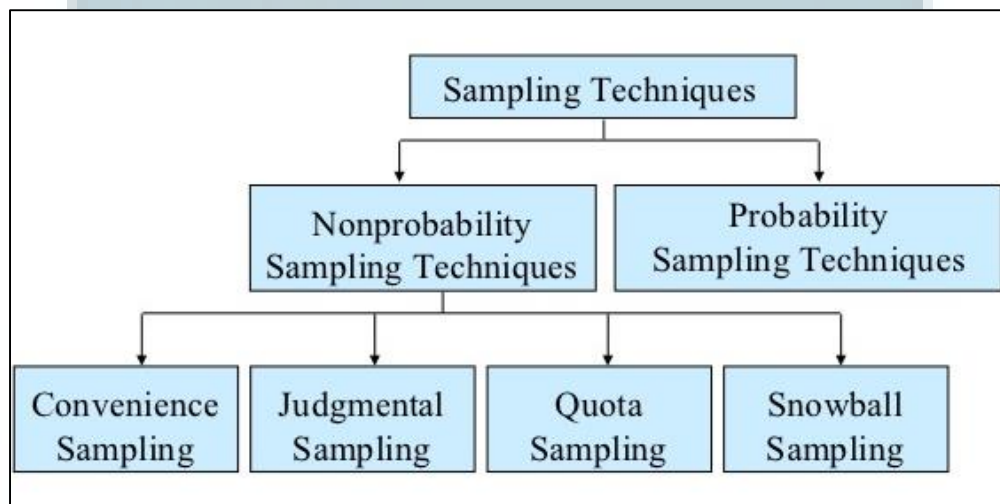 Sampling Techniques
Nonprobability
Sampling Techniques
Probability
Sampling Techniques
Convenience
Sampling
Judgmental
Sampling
Quota
Sampling
Snowball
Sampling